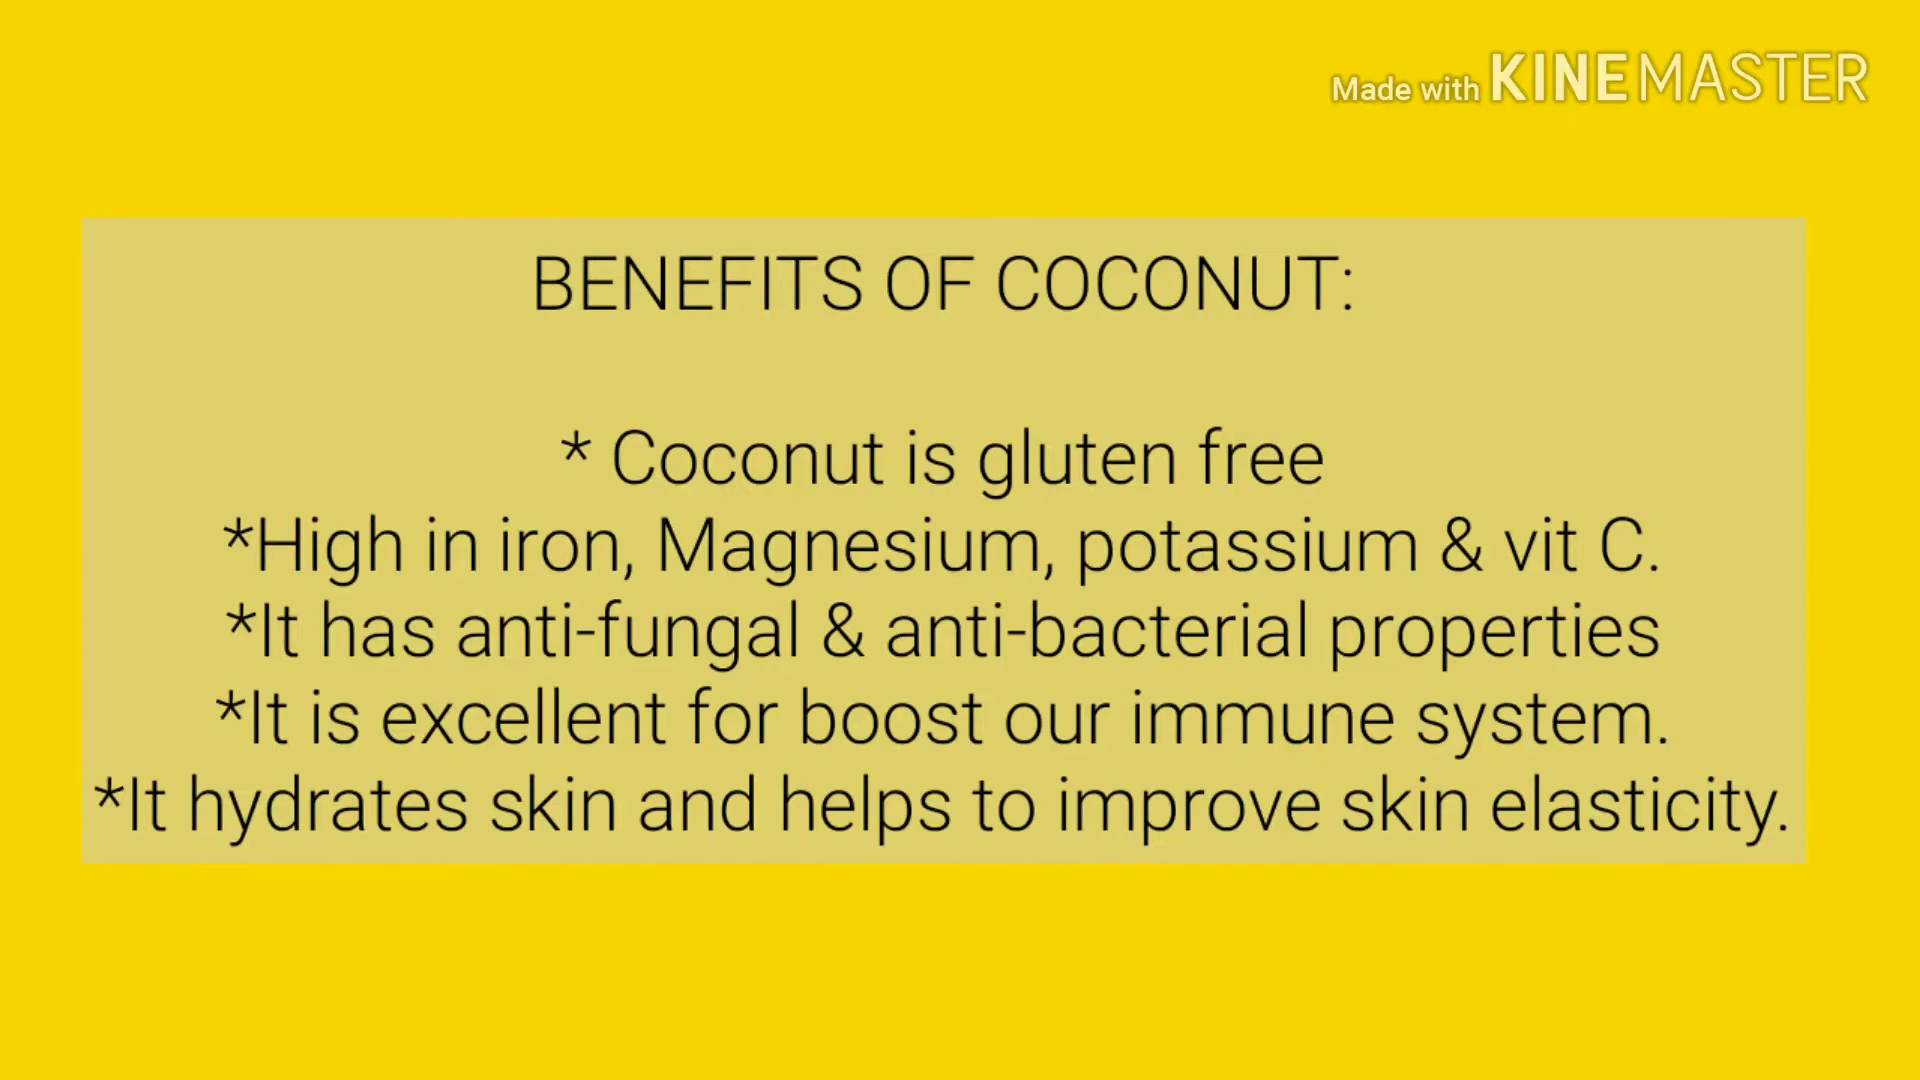 Made with KINEMASTER
BENEFITS OF COCONUT:
* Coconut is gluten free
*High in iron, Magnesium, potassium & vit C.
*It has anti-fungal & anti-bacterial properties
*It is excellent for boost our immune system.
*It hydrates skin and helps to improve skin elasticity.